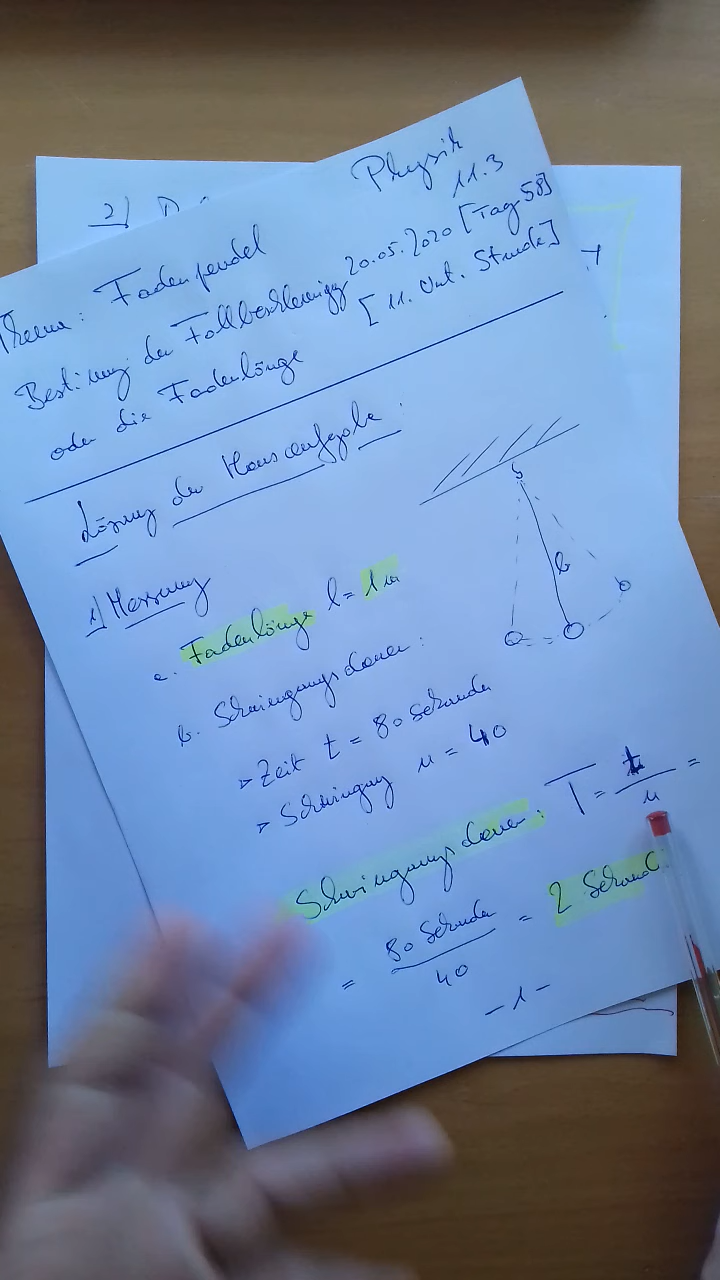 Physik
11.3
Thema: Fadenpendel
20.05.2020 [Tag 58]
Bestimmung der Fallbeschleunigung
[11. Unt. Stunde]
oder die Fadenlänge
Lösung der Hausaufgabe:
1) Messung
a. Fadenlänge l = 1m
b. Schwingungsdauer:
> Zeit t = 80 Sekunden
> Schwingung n = 40
Schwingungsdauer: T = t/n =
= 80 Sekunden/40 = 2 Sekund
- 1 -
l
2)